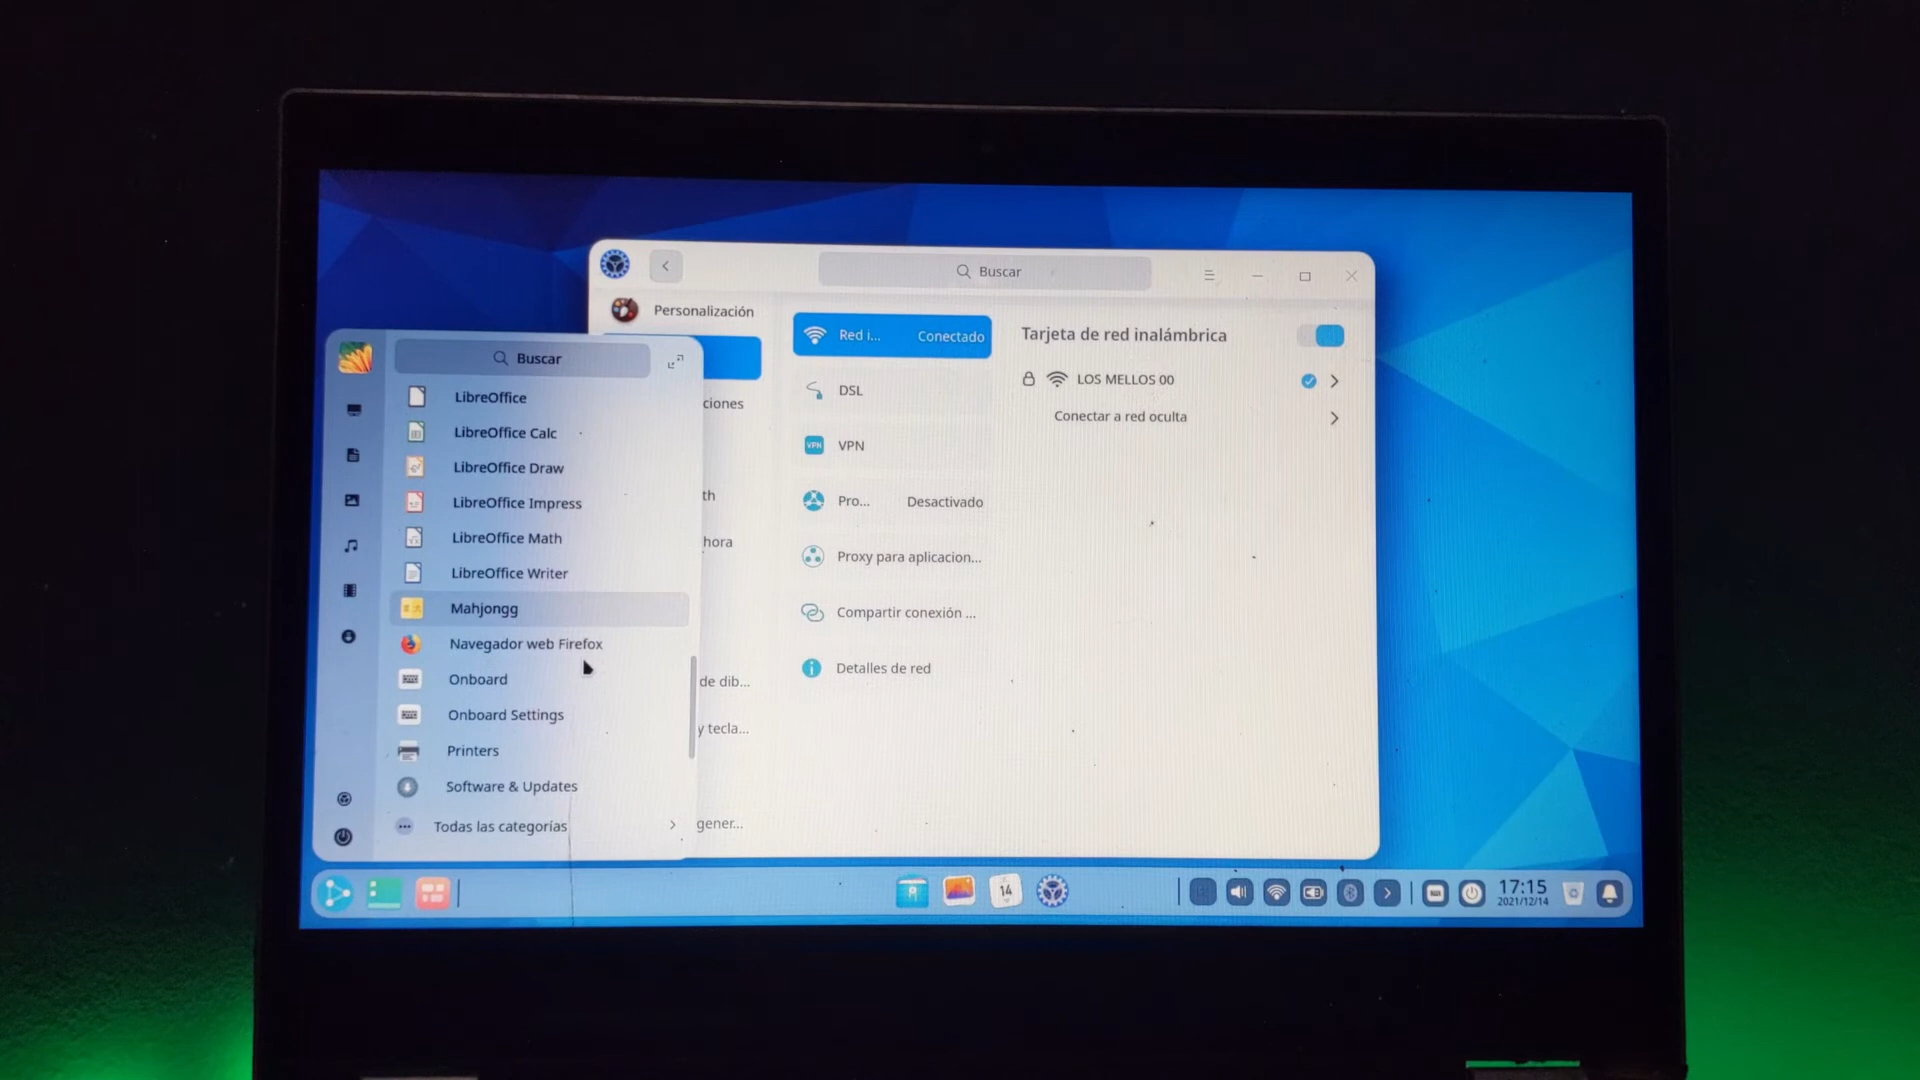 Buscar
Personalización
ciones
th
hora
de dib...
y tecla...
gener...
Red i... Conectado
DSL
VPN
VPN
Pro... Desactivado
Proxy para aplicacion...
Compartir conexión ...
Detalles de red
Tarjeta de red inalámbrica
LOS MELLOS 00
Conectar a red oculta
Buscar
LibreOffice
LibreOffice Calc
LibreOffice Draw
LibreOffice Impress
LibreOffice Math
LibreOffice Writer
Mahjongg
Navegador web Firefox
Onboard
Onboard Settings
Printers
Software & Updates
Todas las categorías
14
17:15
2021/12/14